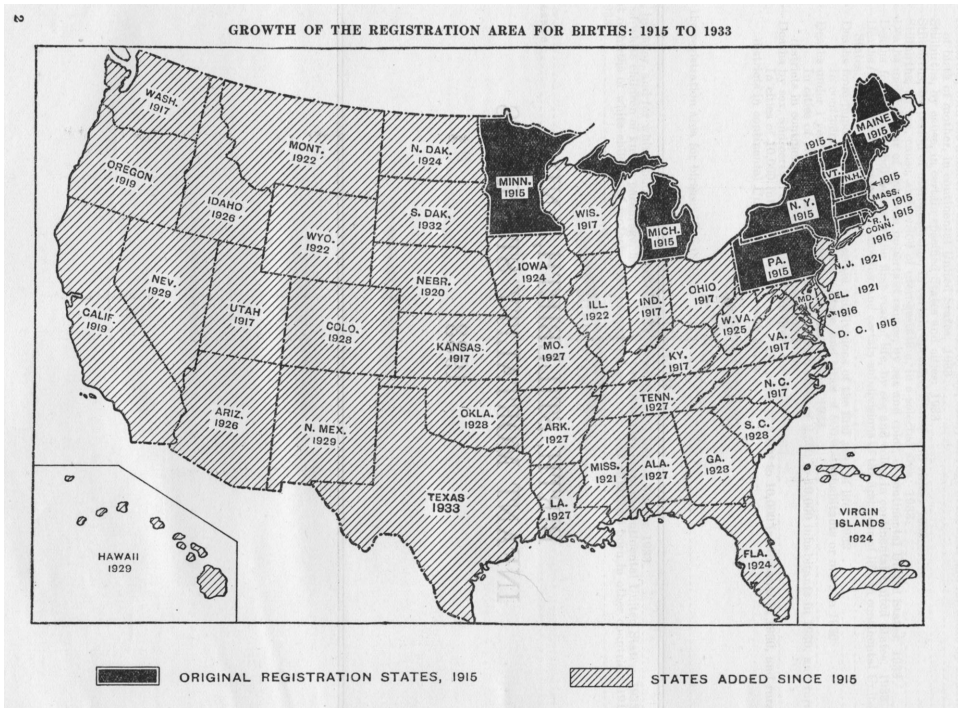 2
GROWTH OF THE REGISTRATION AREA FOR BIRTHS: 1915 TO 1933
WASH.
1917
OREGON
1919
CALIF
1919
NEV.
1929
IDAHO
1926
MONT.
1922
WYO.
1922
UTAH
1917
COLO.
1928
ARIZ.
1926
N. MEX.
1929
N. DAK.
1924
S. DAK.
1932
NEBR.
1920
KANSAS.
1917
OKLA.
1928
TEXAS
1933
MINN.
1915
IOWA
1924
MO.
1927
ARK.
1927
LA.
1927
WIS.
1917
ILL.
1922
MICH.
1915
IND.
1917
OHIO
1917
KY.
1917
TENN.
1927
MISS.
1921
ALA.
1927
GA.
1928
FLA.
1924
S. C.
1928
N. C.
1917
VA.
1917
W.VA.
1925
PA.
1915
N. Y.
1915
1915
VT.
N.H.
1915
MAINE
1915
MASS.
1915
R. I. 1915
CONN.
1915
N. J. 1921
DEL. 1921
MD.
1916
D. C. 1915
HAWAII
1929
VIRGIN
ISLANDS
1924
ORIGINAL REGISTRATION STATES, 1915
STATES ADDED SINCE 1915